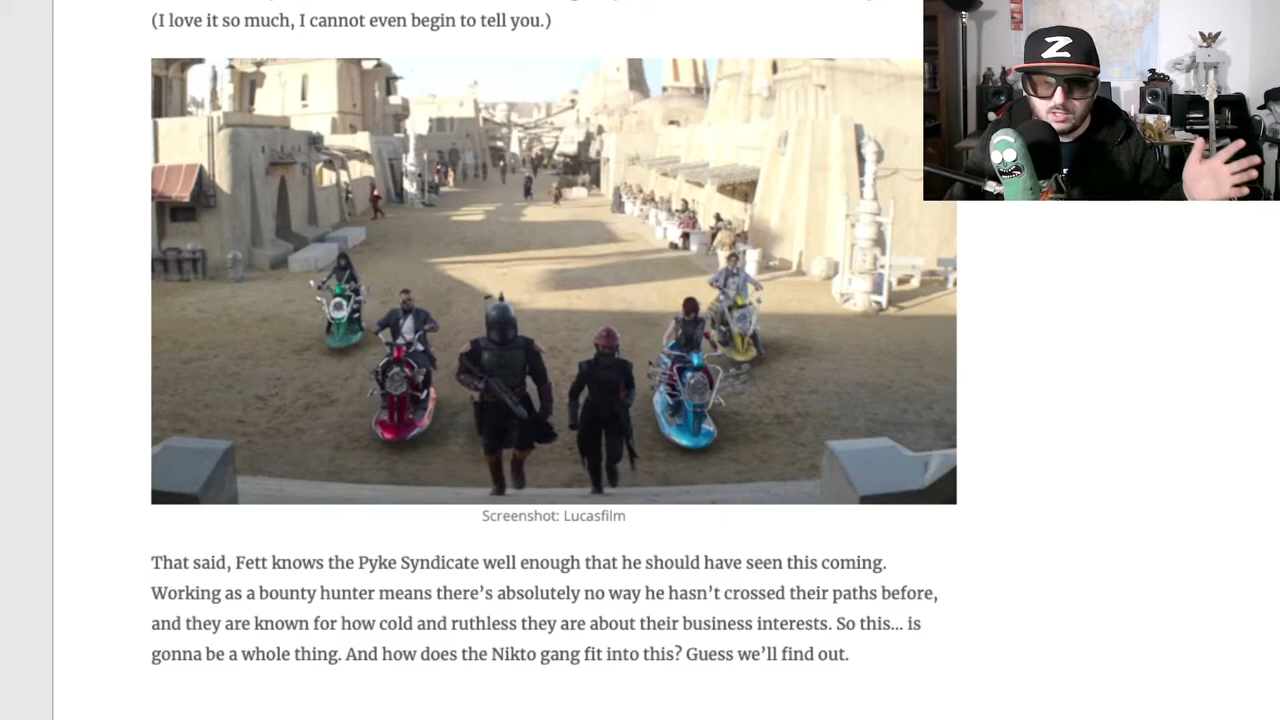 (I love it so much, I cannot even begin to tell you.)
Z
Screenshot: Lucasfilm
That said, Fett knows the Pyke Syndicate well enough that he should have seen this coming.
Working as a bounty hunter means there’s absolutely no way he hasn’t crossed their paths before,
and they are known for how cold and ruthless they are about their business interests. So this… is
gonna be a whole thing. And how does the Nikto gang fit into this? Guess we’ll find out.